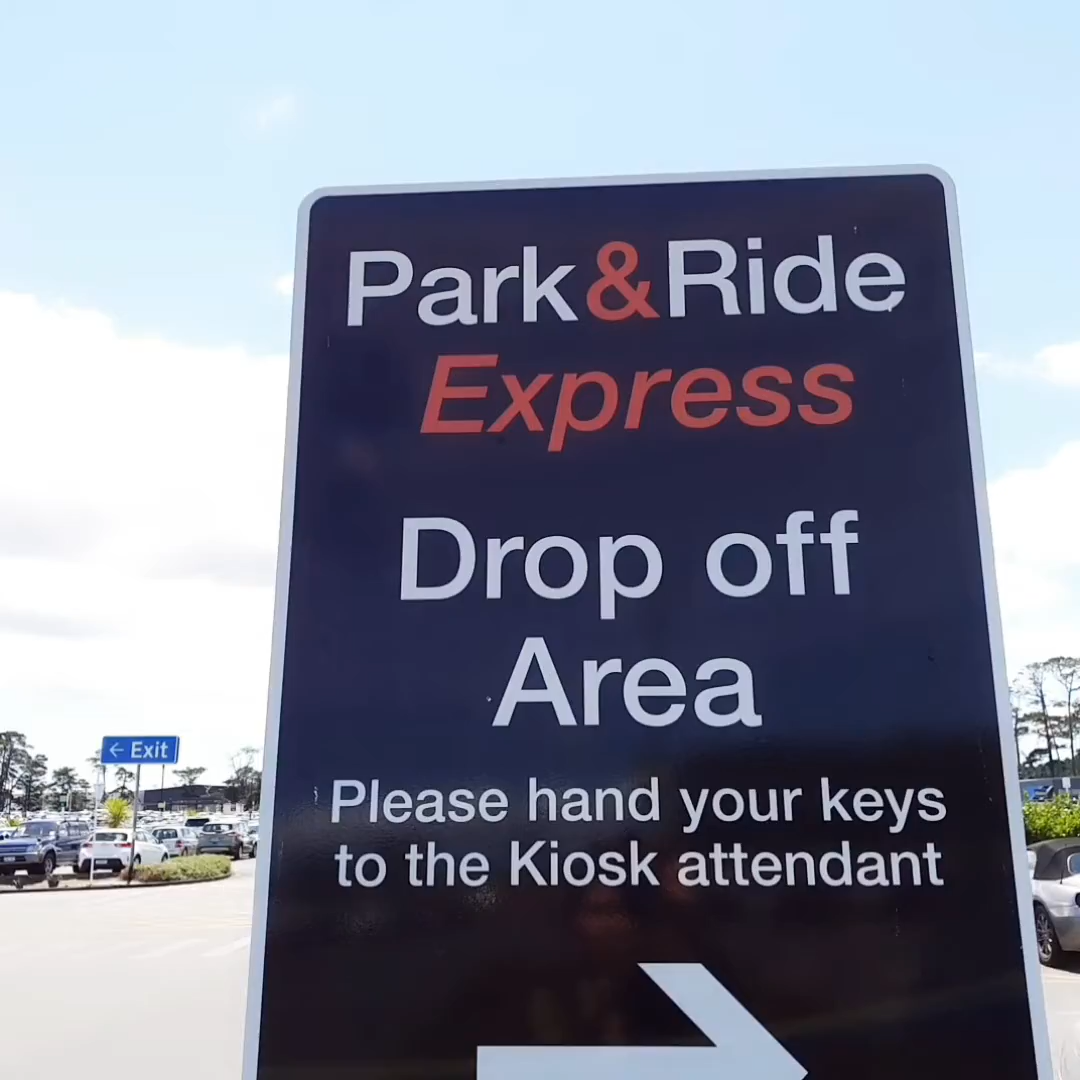 Park&Ride
Express
Drop off
Area
Please hand your keys
to the Kiosk attendant
← Exit